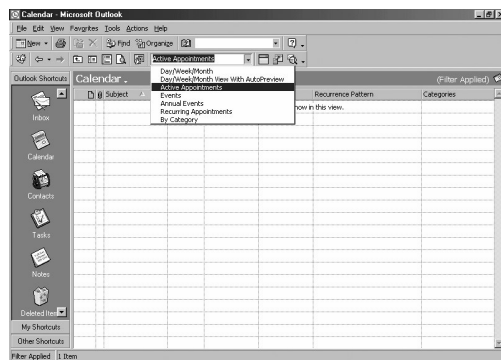 Calendar - Microsoft Outlook
File Edit View Favorites Tools Actions Help
New Find Organize
Active Appointments
Outlook Shortcuts
Calendar
(Filter Applied)
Day/Week/Month
Day/Week/Month View With AutoPreview
Active Appointments
Events
Annual Events
Recurring Appointments
By Category
Subject
Recurrence Pattern
Categories
how in this view.
Inbox
Calendar
Contacts
Tasks
Notes
Deleted Items
My Shortcuts
Other Shortcuts
Filter Applied 1 Item